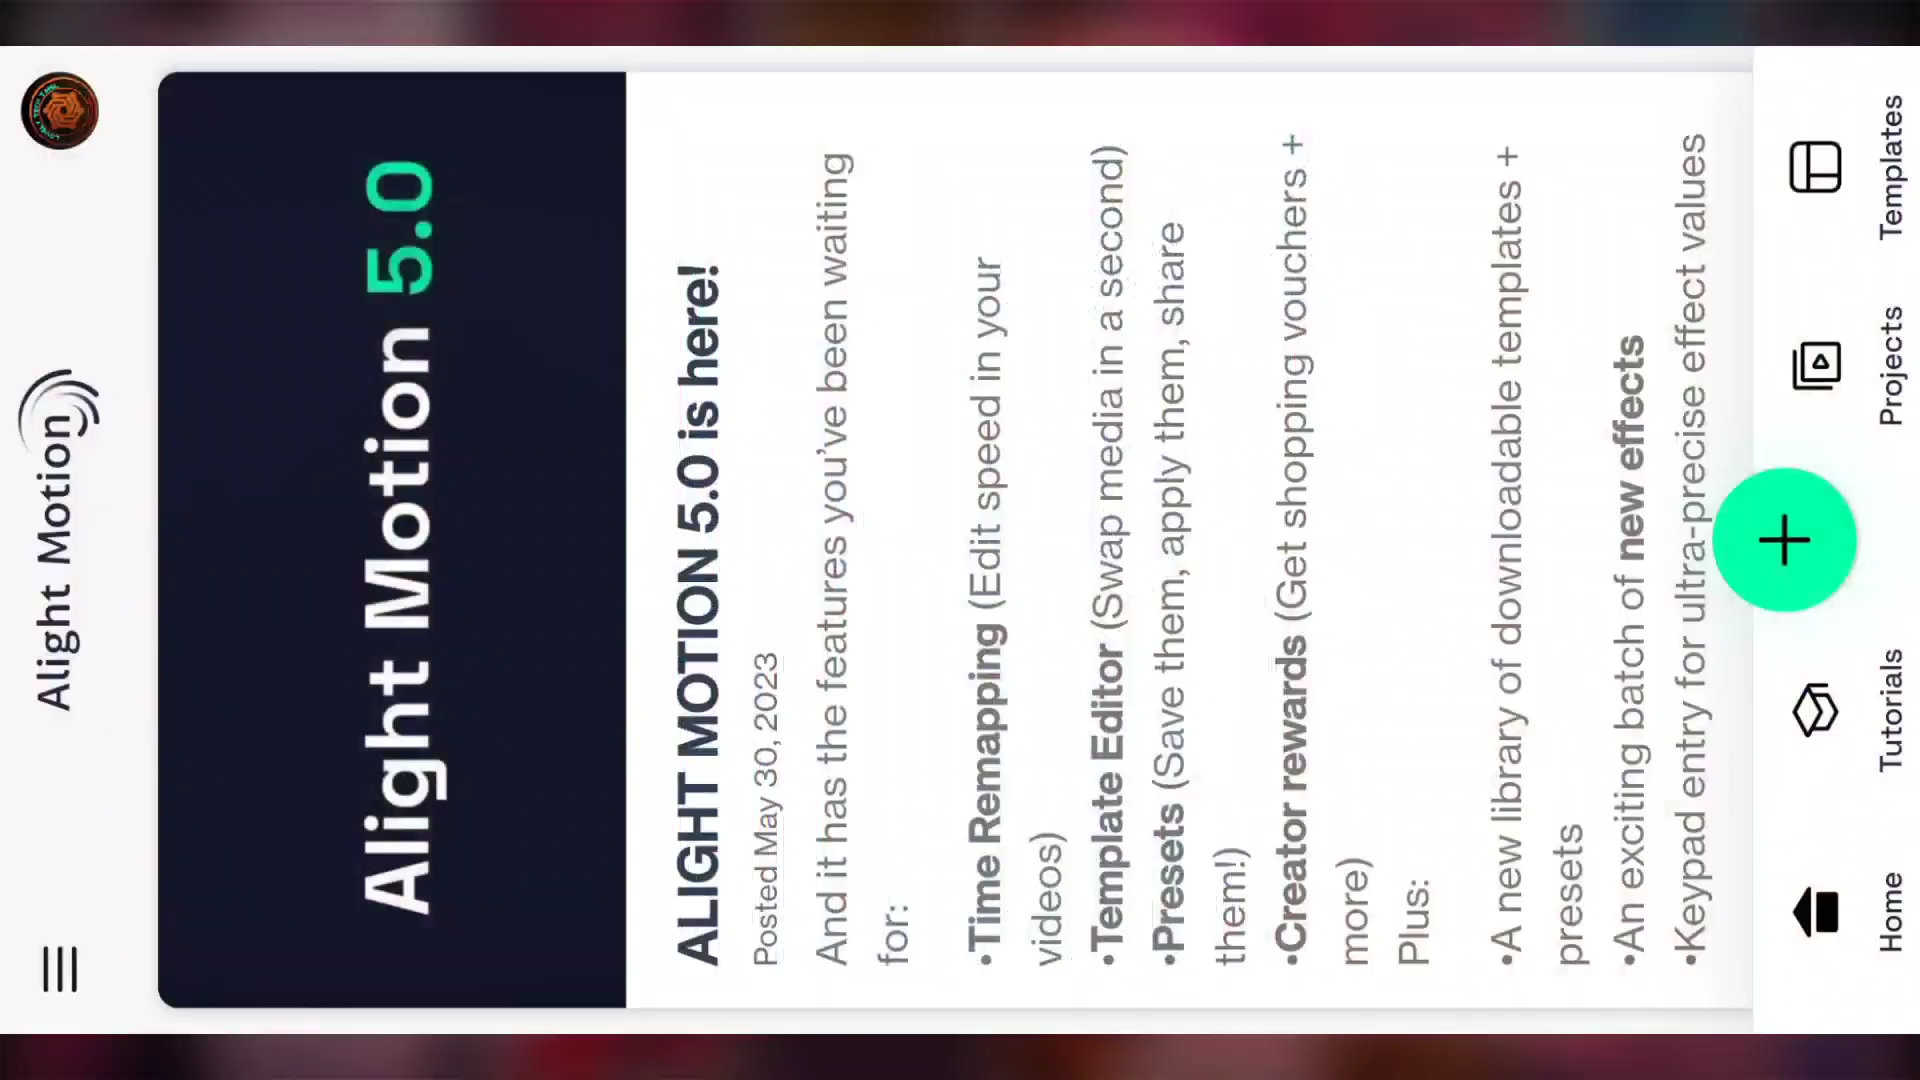 Alight Motion
Alight Motion 5.0
ALIGHT MOTION 5.0 is here!
Posted May 30, 2023
And it has the features you've been waiting
for:
•Time Remapping (Edit speed in your
videos)
•Template Editor (Swap media in a second)
•Presets (Save them, apply them, share
them!)
•Creator rewards (Get shopping vouchers +
more)
Plus:
•A new library of downloadable templates +
presets
•An exciting batch of new effects
•Keypad entry for ultra-precise effect values
Home
Tutorials
Projects
Templates